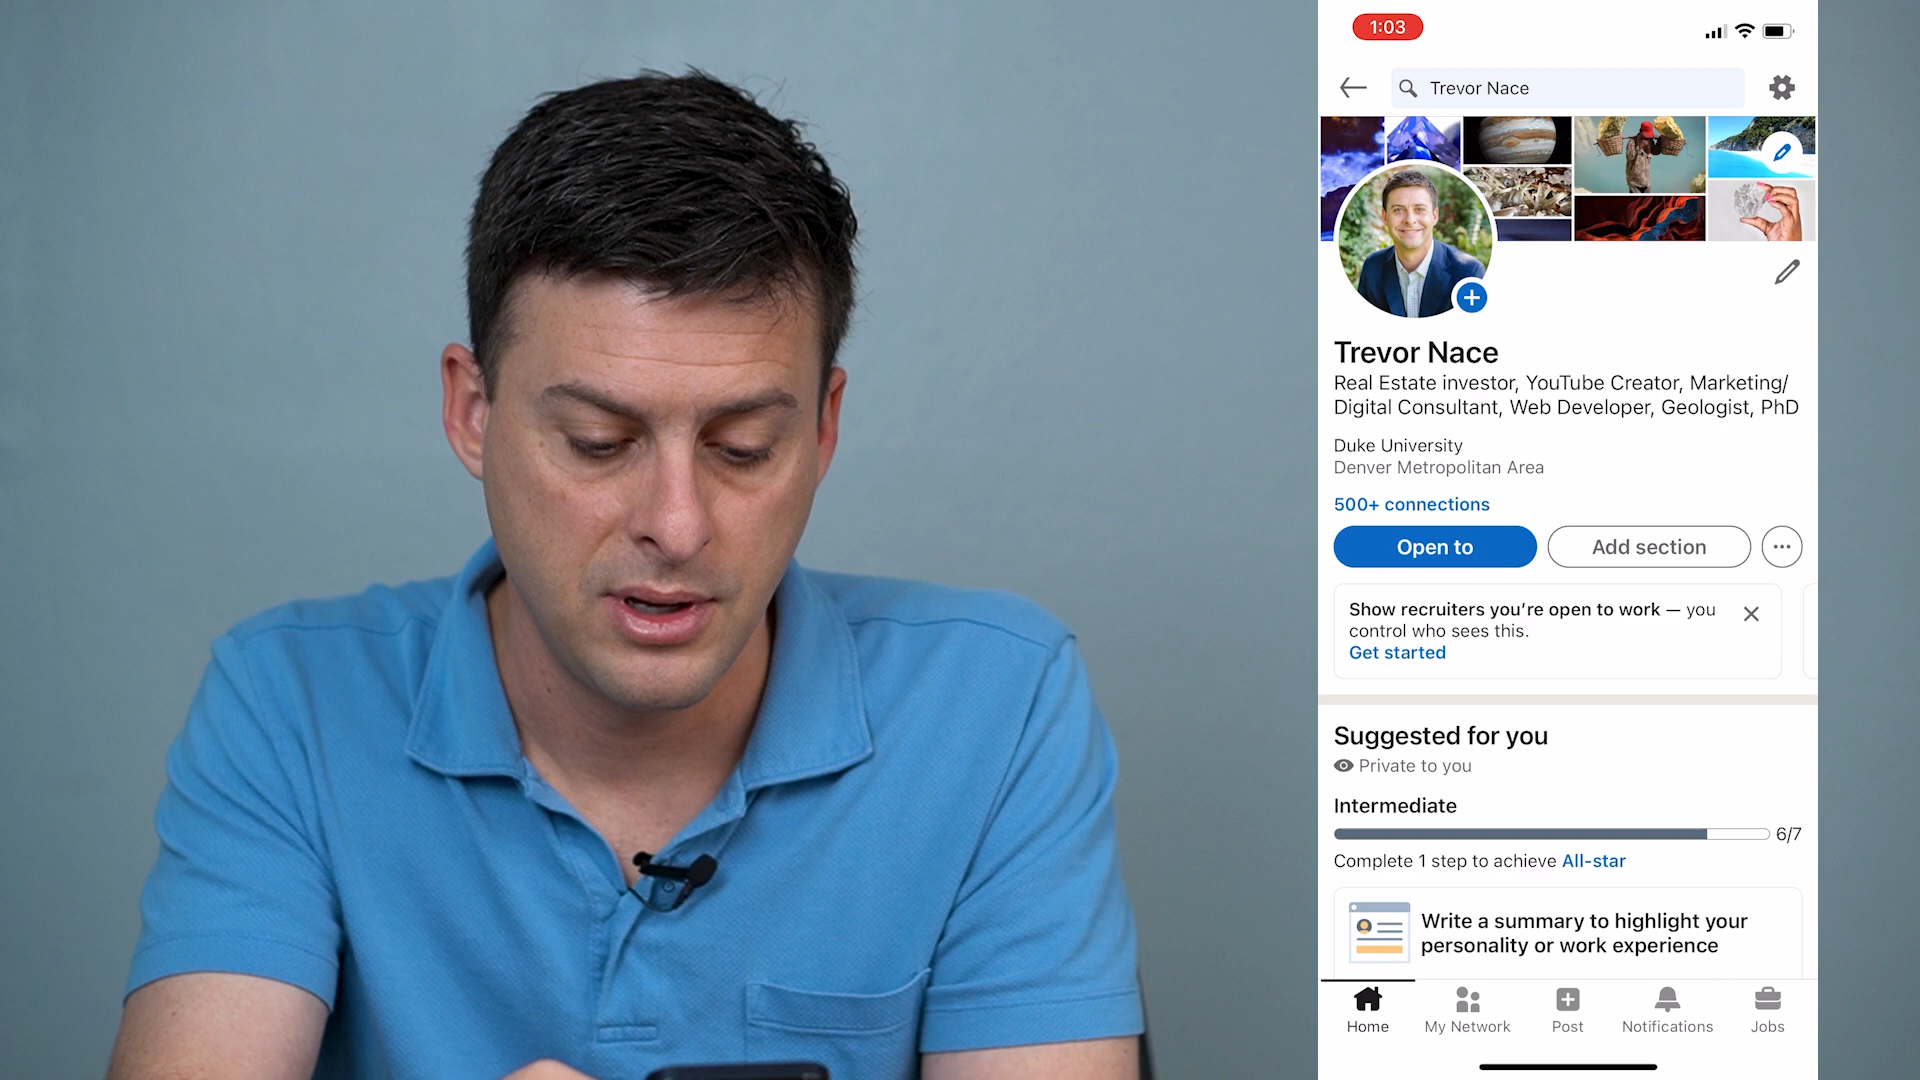 1:03
Trevor Nace
Trevor Nace
Real Estate investor, YouTube Creator, Marketing/
Digital Consultant, Web Developer, Geologist, PhD
Duke University
Denver Metropolitan Area
500+ connections
Open to
Add section
Show recruiters you’re open to work — you
control who sees this.
Get started
Suggested for you
Private to you
Intermediate
6/7
Complete 1 step to achieve All-star
Write a summary to highlight your
personality or work experience
Home
My Network
Post
Notifications
Jobs